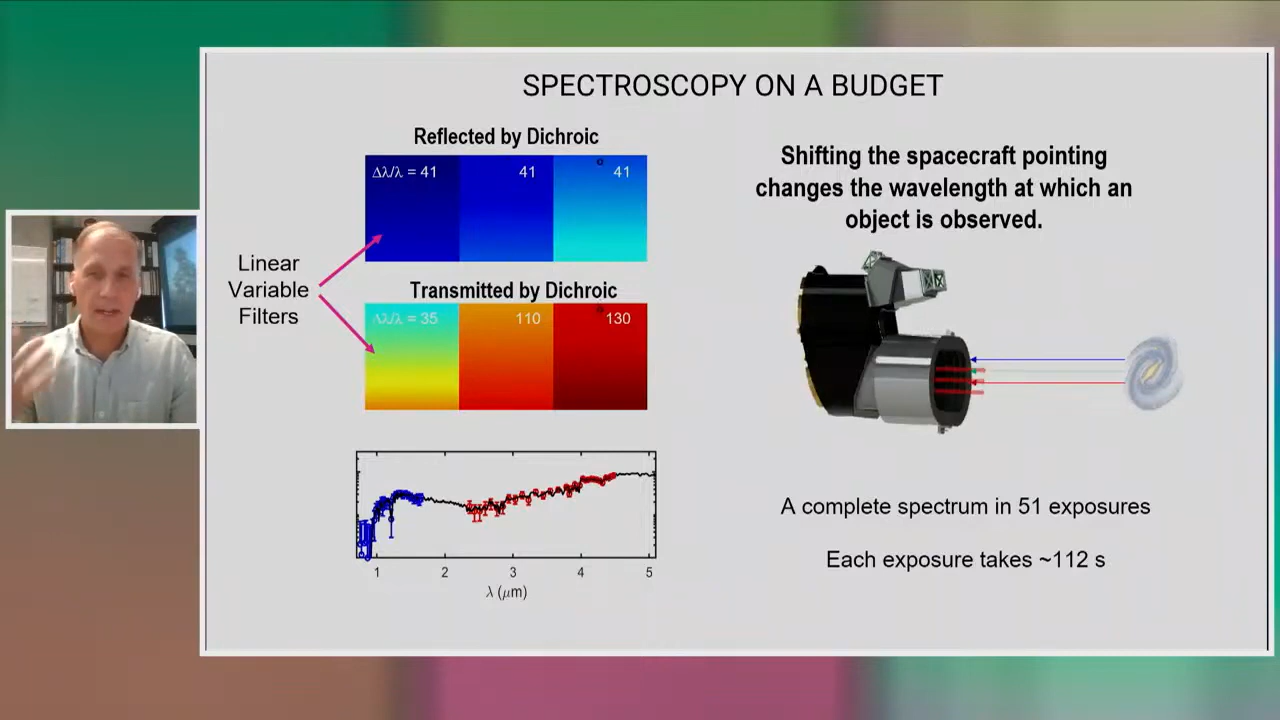 SPECTROSCOPY ON A BUDGET
Reflected by Dichroic
Δλ/λ = 41
41
41
Linear
Variable
Filters
Transmitted by Dichroic
Δλ/λ = 35
110
130
1
2
3
4
5
λ (μm)
Shifting the spacecraft pointing
changes the wavelength at which an
object is observed.
A complete spectrum in 51 exposures
Each exposure takes ~112 s